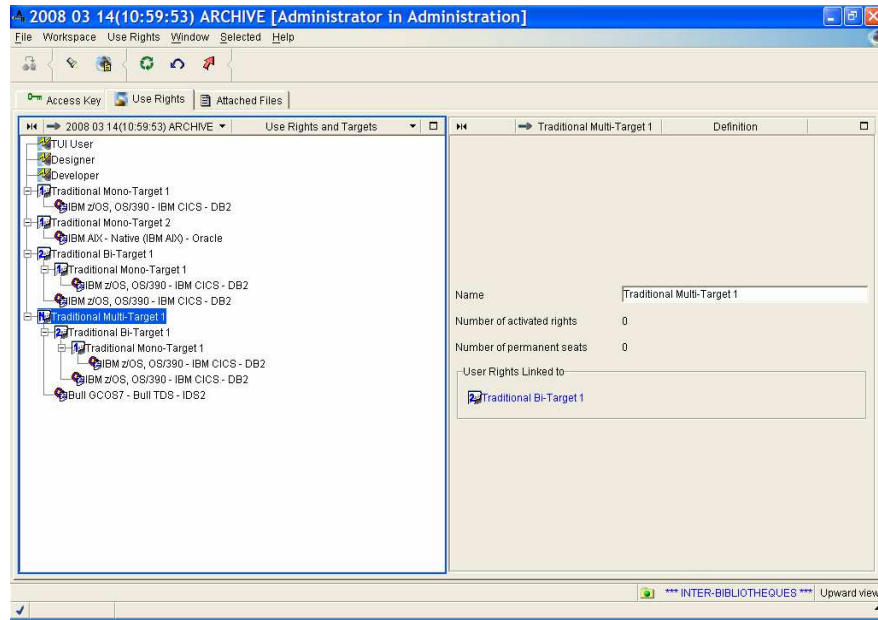 2008 03 14(10:59:53) ARCHIVE [Administrator in Administration]
File Workspace Use Rights Window Selected Help
Access Key Use Rights Attached Files
2008 03 14(10:59:53) ARCHIVE Use Rights and Targets
TUI User
Designer
Developer
Traditional Mono-Target 1
IBM z/OS, OS/390 - IBM CICS - DB2
Traditional Mono-Target 2
IBM AIX - Native (IBM AIX) - Oracle
Traditional Bi-Target 1
Traditional Mono-Target 1
IBM z/OS, OS/390 - IBM CICS - DB2
IBM z/OS, OS/390 - IBM CICS - DB2
Traditional Multi-Target 1
Traditional Bi-Target 1
Traditional Mono-Target 1
IBM z/OS, OS/390 - IBM CICS - DB2
IBM z/OS, OS/390 - IBM CICS - DB2
Bull GCOS7 - Bull TDS - IDS2
Traditional Multi-Target 1 Definition
Name Traditional Multi-Target 1
Number of activated rights 0
Number of permanent seats 0
User Rights Linked to
Traditional Bi-Target 1
*** INTER-BIBLIOTHEQUES *** Upward view